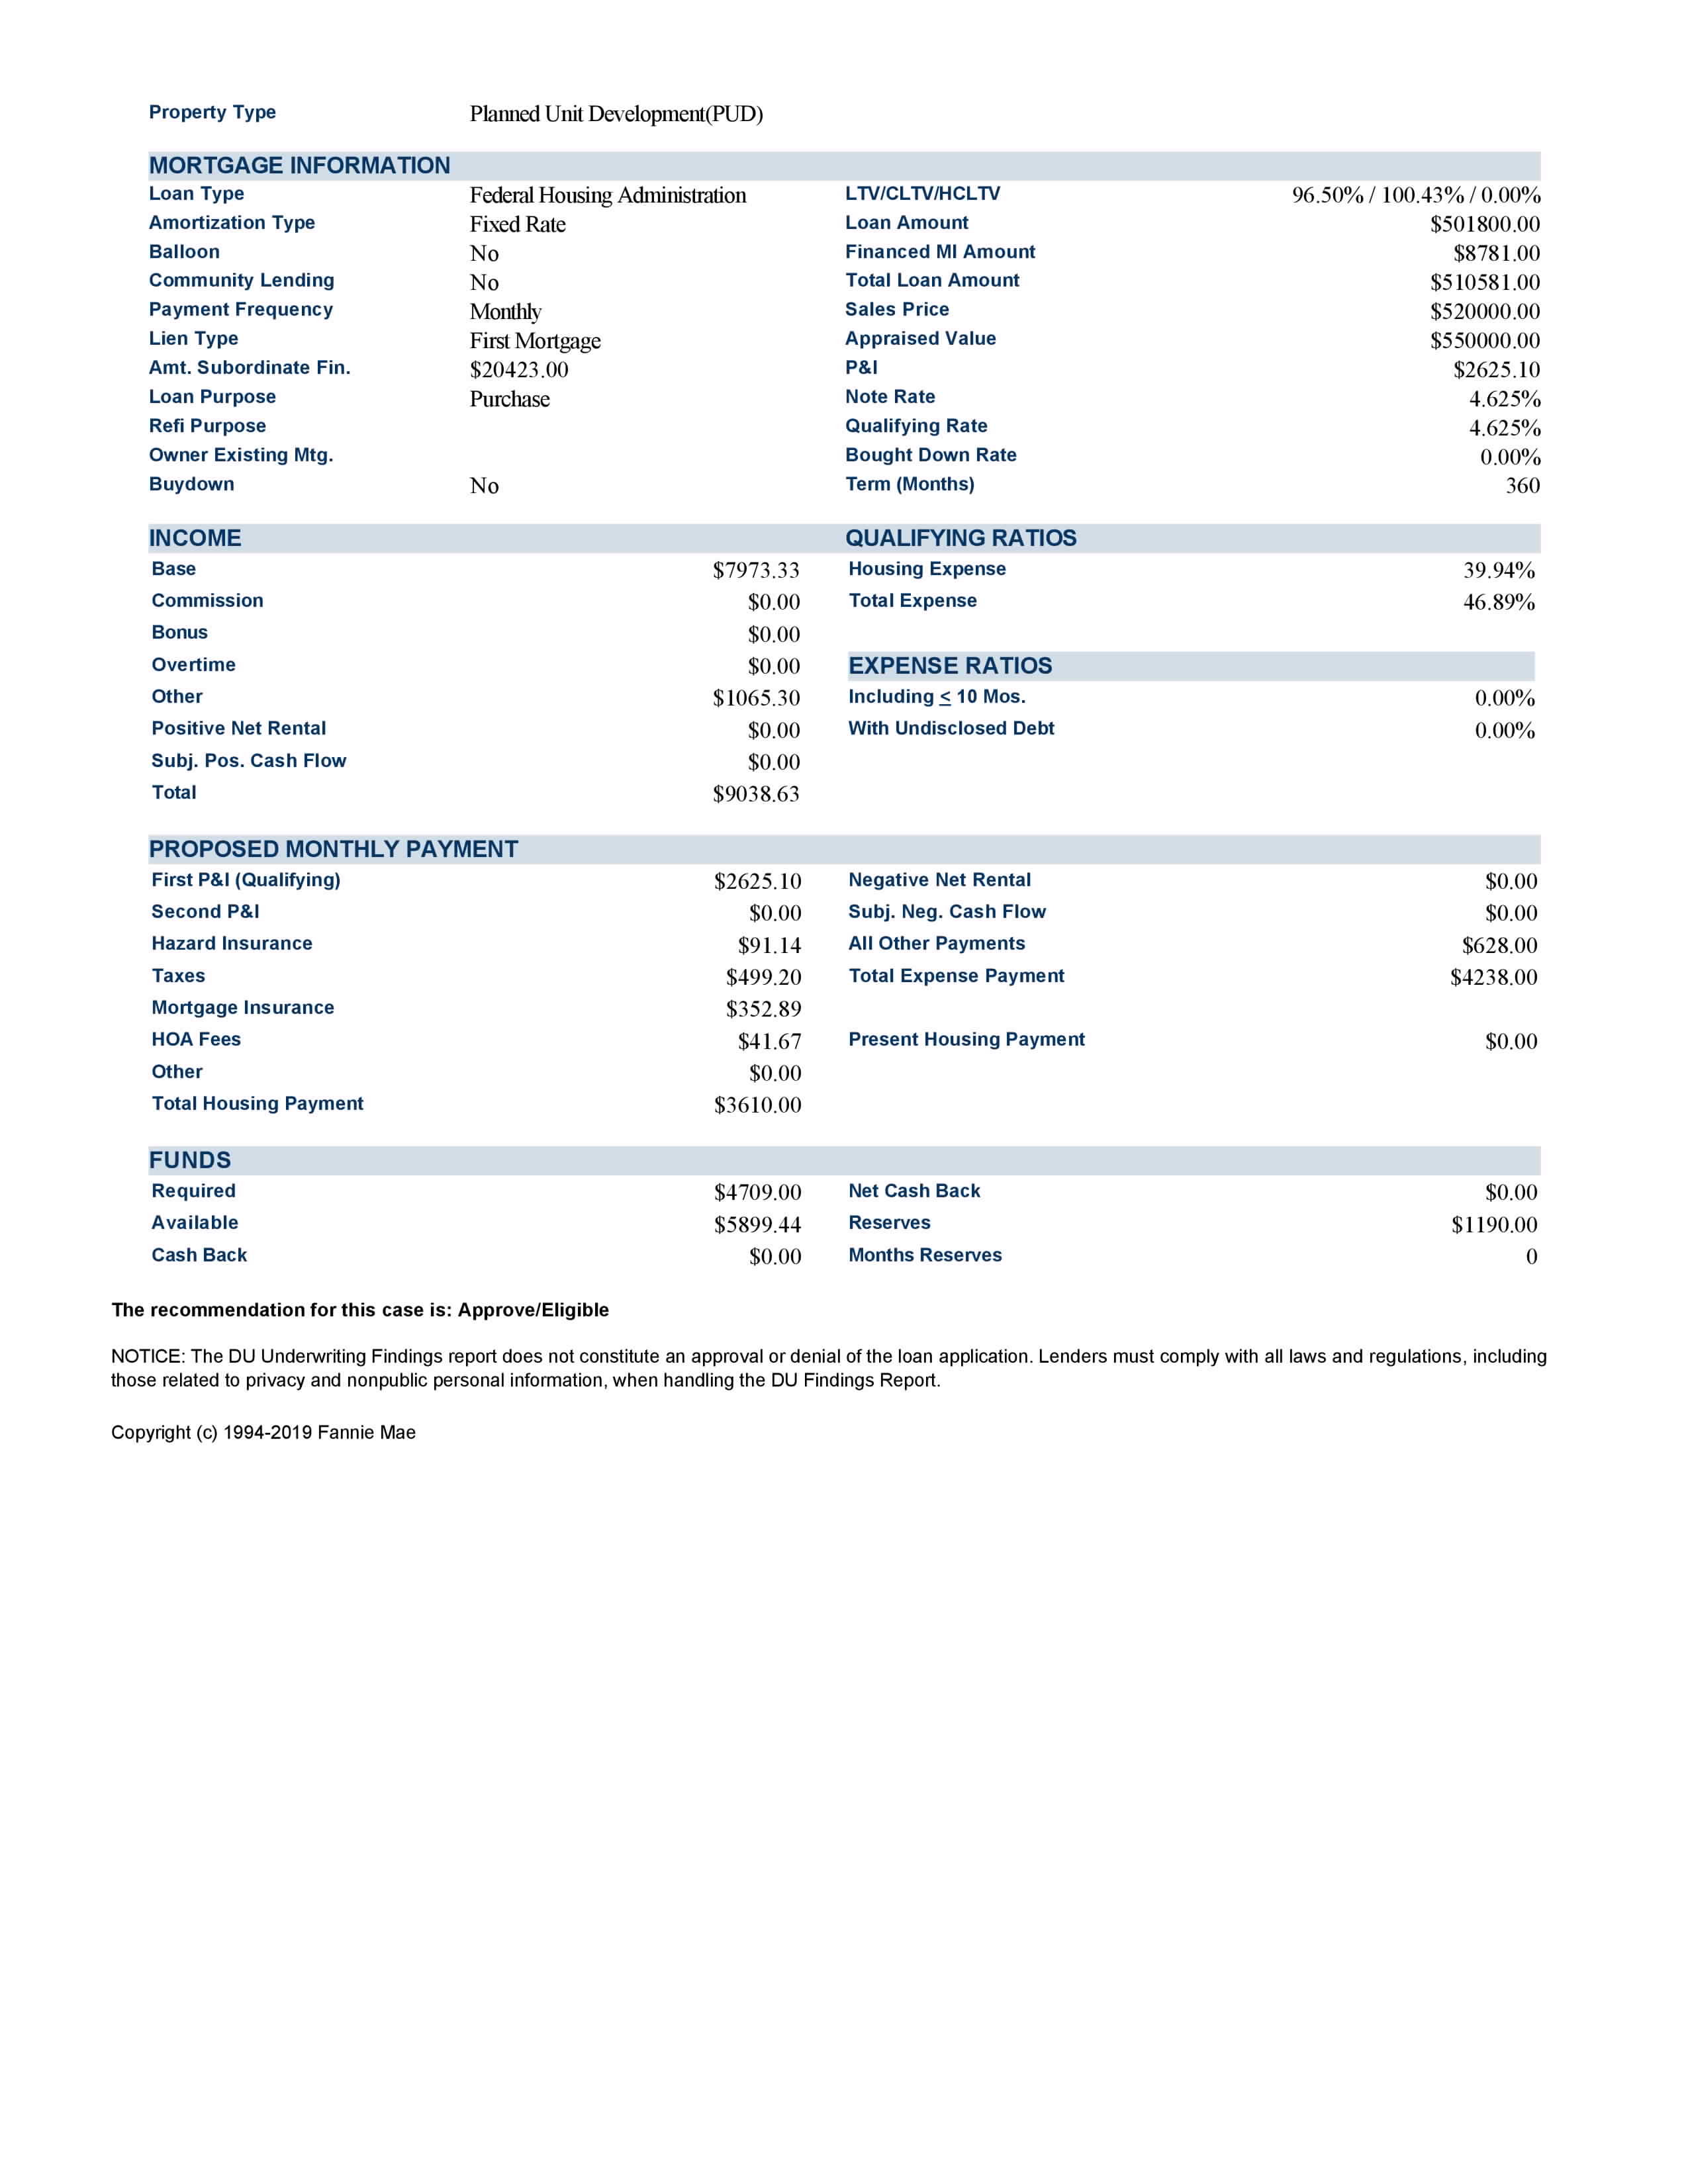 Property Type Planned Unit Development(PUD)
MORTGAGE INFORMATION
Loan Type Federal Housing Administration LTV/CLTV/HCLTV 96.50% / 100.43% / 0.00%
Amortization Type Fixed Rate Loan Amount $501800.00
Balloon No Financed MI Amount $8781.00
Community Lending No Total Loan Amount $510581.00
Payment Frequency Monthly Sales Price $520000.00
Lien Type First Mortgage Appraised Value $550000.00
Amt. Subordinate Fin. $20423.00 P&I $2625.10
Loan Purpose Purchase Note Rate 4.625%
Refi Purpose Qualifying Rate 4.625%
Owner Existing Mtg. Bought Down Rate 0.00%
Buydown No Term (Months) 360
INCOME QUALIFYING RATIOS
Base $7973.33 Housing Expense 39.94%
Commission $0.00 Total Expense 46.89%
Bonus $0.00
Overtime $0.00 EXPENSE RATIOS
Other $1065.30 Including ≤ 10 Mos. 0.00%
Positive Net Rental $0.00 With Undisclosed Debt 0.00%
Subj. Pos. Cash Flow $0.00
Total $9038.63
PROPOSED MONTHLY PAYMENT
First P&I (Qualifying) $2625.10 Negative Net Rental $0.00
Second P&I $0.00 Subj. Neg. Cash Flow $0.00
Hazard Insurance $91.14 All Other Payments $628.00
Taxes $499.20 Total Expense Payment $4238.00
Mortgage Insurance $352.89
HOA Fees $41.67 Present Housing Payment $0.00
Other $0.00
Total Housing Payment $3610.00
FUNDS
Required $4709.00 Net Cash Back $0.00
Available $5899.44 Reserves $1190.00
Cash Back $0.00 Months Reserves 0
The recommendation for this case is: Approve/Eligible
NOTICE: The DU Underwriting Findings report does not constitute an approval or denial of the loan application. Lenders must comply with all laws and regulations, including
those related to privacy and nonpublic personal information, when handling the DU Findings Report.
Copyright (c) 1994-2019 Fannie Mae